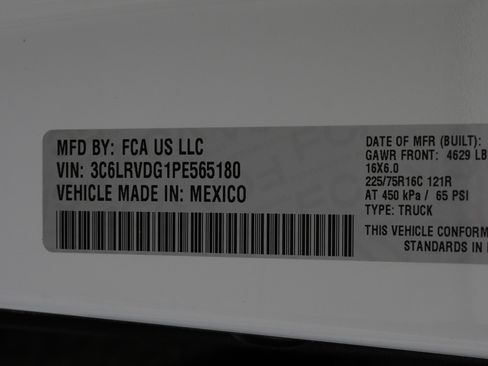 MFD BY: FCA US LLC
VIN: 3C6LRVDG1PE565180
VEHICLE MADE IN: MEXICO
DATE OF MFR (BUILT):
GAWR FRONT: 4629 LB
16X6.0
225/75R16C 121R
AT 450 kPa / 65 PSI
TYPE: TRUCK
THIS VEHICLE CONFORM
STANDARDS IN